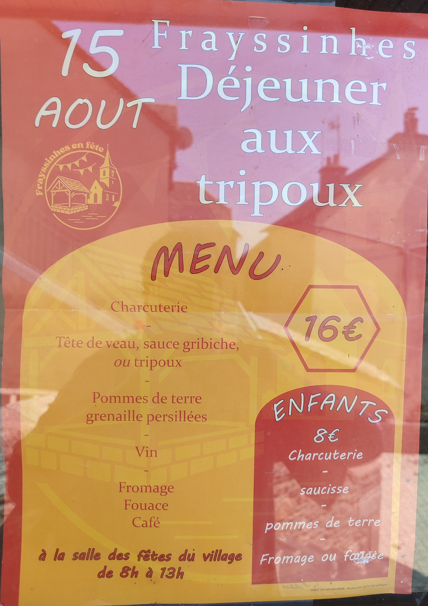 15
AOUT
Frayssinhes
Déjeuner
aux
tripoux
Frayssinhes en fête
MENU
Charcuterie
-
Tête de veau, sauce gribiche,
ou tripoux
-
Pommes de terre
grenaille persillées
-
Vin
-
Fromage
Fouace
Café
16€
ENFANTS
8€
Charcuterie
-
saucisse
-
pommes de terre
-
Fromage ou fouace
à la salle des fêtes du village
de 8h à 13h